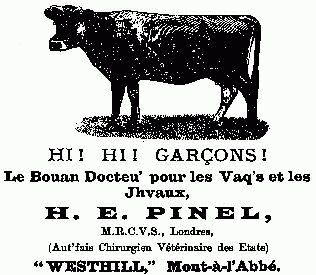 HI! HI! GARÇONS!
Le Bouan Docteu' pour les Vaq's et les
Jhvaux,
H. E. PINEL,
M.R.C.V.S., Londres,
(Aut'fais Chirurgien Vétérinaire des Etats)
"WESTHILL," Mont-à-l'Abbé.